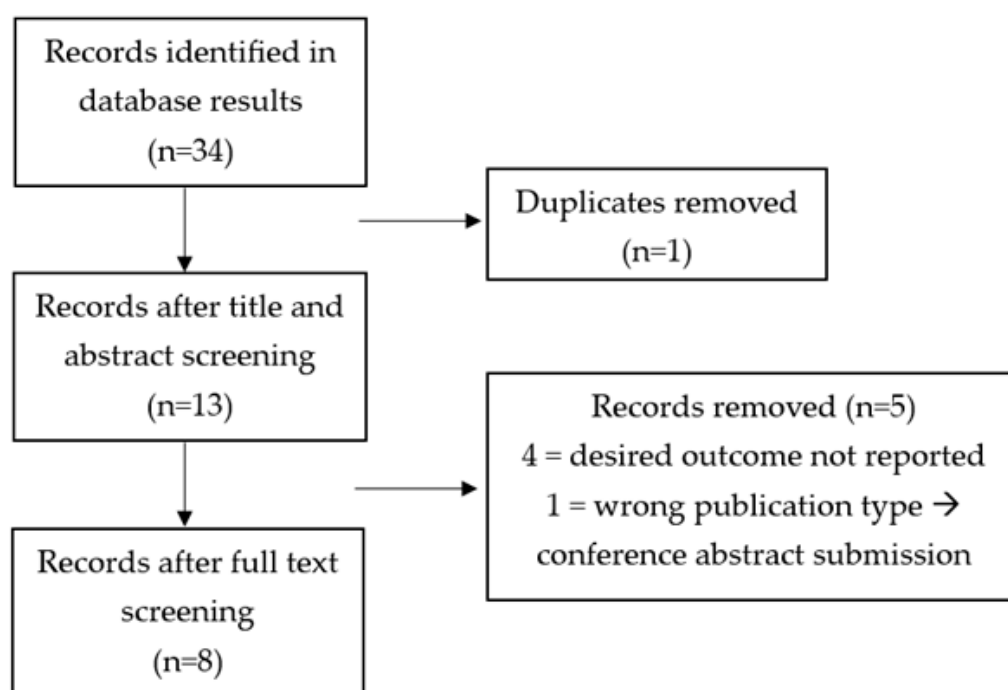 Records identified in
database results
(n=34)
Duplicates removed
(n=1)
Records after title and
abstract screening
(n=13)
Records removed (n=5)
4 = desired outcome not reported
1 = wrong publication type →
conference abstract submission
Records after full text
screening
(n=8)